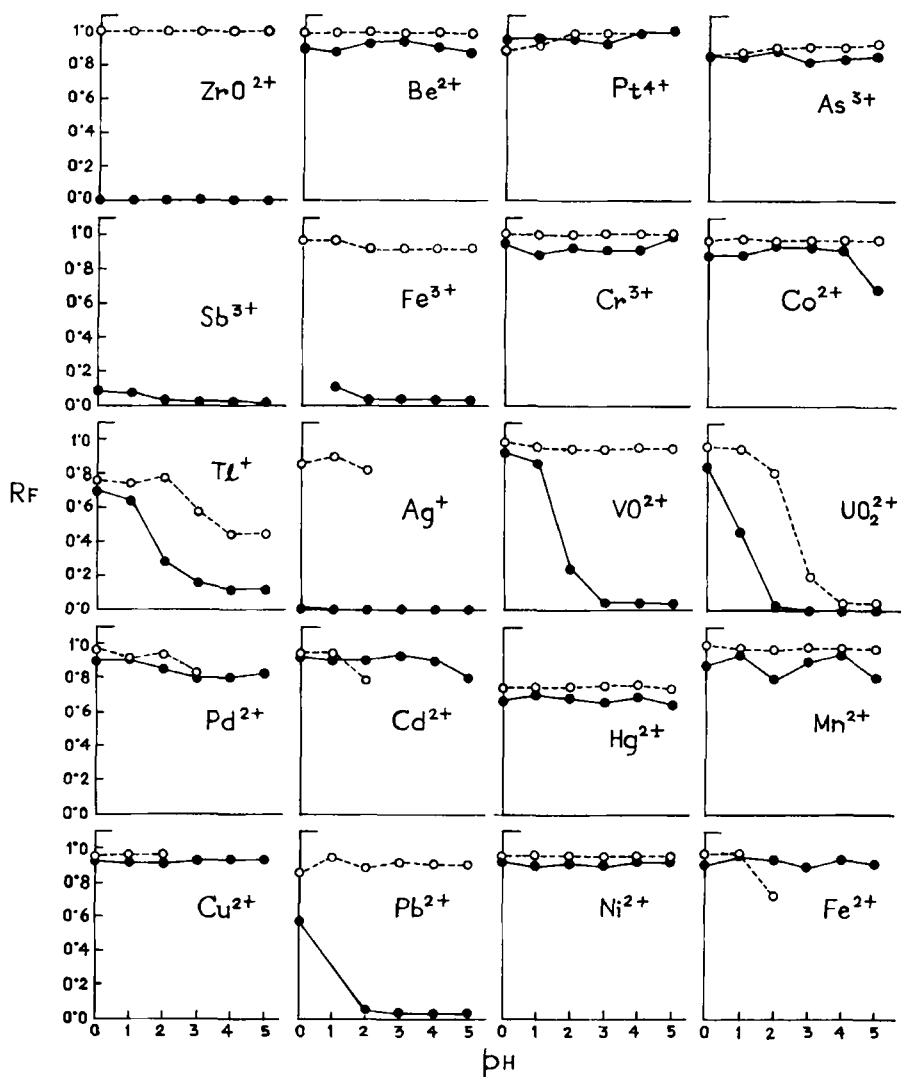 1·0
0·8
0·6
0·4
0·2
0·0
ZrO²⁺
Be²⁺
Pt⁴⁺
As³⁺
1·0
0·8
0·6
0·4
0·2
0·0
Sb³⁺
Fe³⁺
Cr³⁺
Co²⁺
RF
1·0
0·8
0·6
0·4
0·2
0·0
Tl⁺
Ag⁺
VO²⁺
UO₂²⁺
1·0
0·8
0·6
0·4
0·2
0·0
Pd²⁺
Cd²⁺
Hg²⁺
Mn²⁺
1·0
0·8
0·6
0·4
0·2
0·0
Cu²⁺
Pb²⁺
Ni²⁺
Fe²⁺
0 1 2 3 4 5
0 1 2 3 4 5
0 1 2 3 4 5
0 1 2 3 4 5
pH